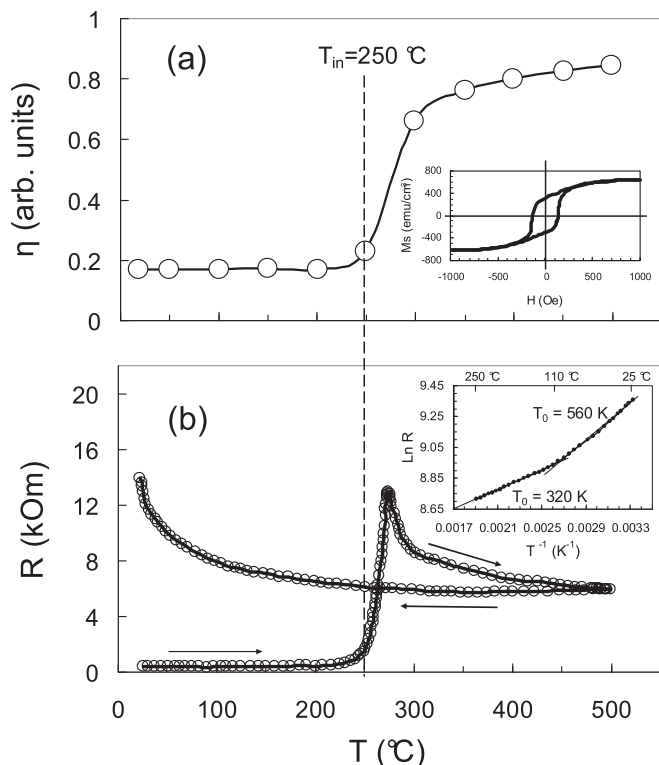 1
(a)
T_in=250 °C
0.8
0.6
0.4
0.2
0
η (arb. units)
800
400
0
-400
-800
Ms (emu/cm³)
-1000 -500 0 500 1000
H (Oe)
(b)
20
16
12
8
4
0
R (kOm)
250 °C 110 °C 25 °C
9.45
9.25
9.05
8.85
8.65
Ln R
T₀ = 560 K
T₀ = 320 K
0.0017 0.0021 0.0025 0.0029 0.0033
T⁻¹ (K⁻¹)
0 100 200 300 400 500
T (°C)